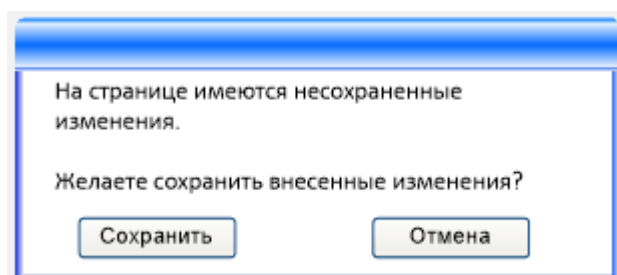 На странице имеются несохраненные
изменения.
Желаете сохранить внесенные изменения?
Сохранить Отмена